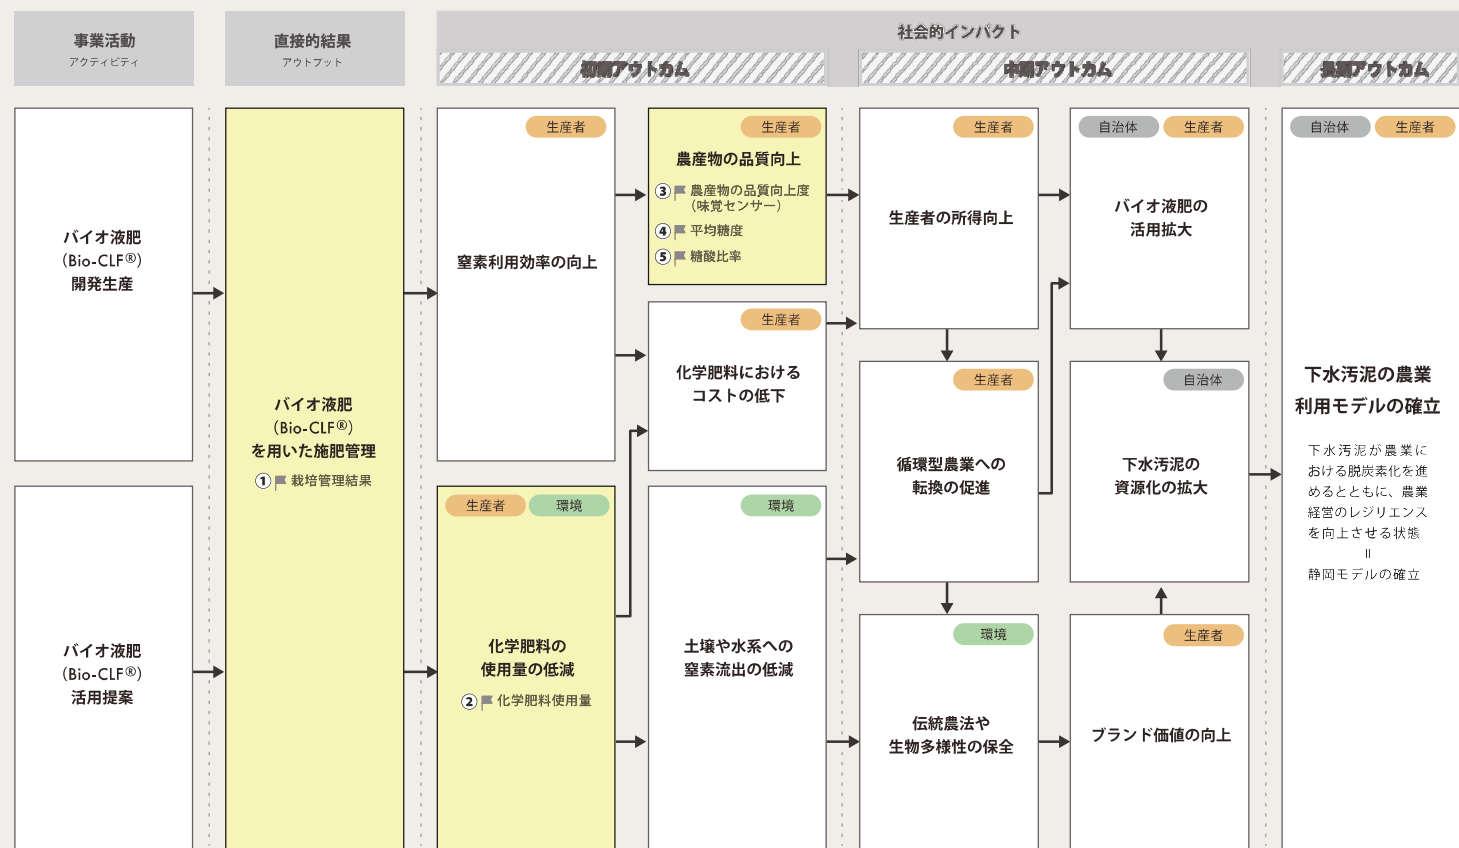 事業活動
アクティビティ
直接的結果
アウトプット
社会的インパクト
初期アウトカム
中期アウトカム
長期アウトカム
バイオ液肥
（Bio-CLF®）
開発生産
バイオ液肥
（Bio-CLF®）
活用提案
バイオ液肥
（Bio-CLF®）
を用いた施肥管理
① 栽培管理結果
生産者
窒素利用効率の向上
生産者 環境
化学肥料の
使用量の低減
② 化学肥料使用量
生産者
農産物の品質向上
③ 農産物の品質向上度
（味覚センサー）
④ 平均糖度
⑤ 糖酸比率
生産者
化学肥料における
コストの低下
環境
土壌や水系への
窒素流出の低減
生産者
生産者の所得向上
生産者
循環型農業への
転換の促進
環境
伝統農法や
生物多様性の保全
自治体 生産者
バイオ液肥の
活用拡大
自治体
下水汚泥の
資源化の拡大
生産者
ブランド価値の向上
自治体 生産者
下水汚泥の農業
利用モデルの確立
下水汚泥が農業に
おける脱炭素化を進
めるとともに、農業
経営のレジリエンス
を向上させる状態
＝
静岡モデルの確立